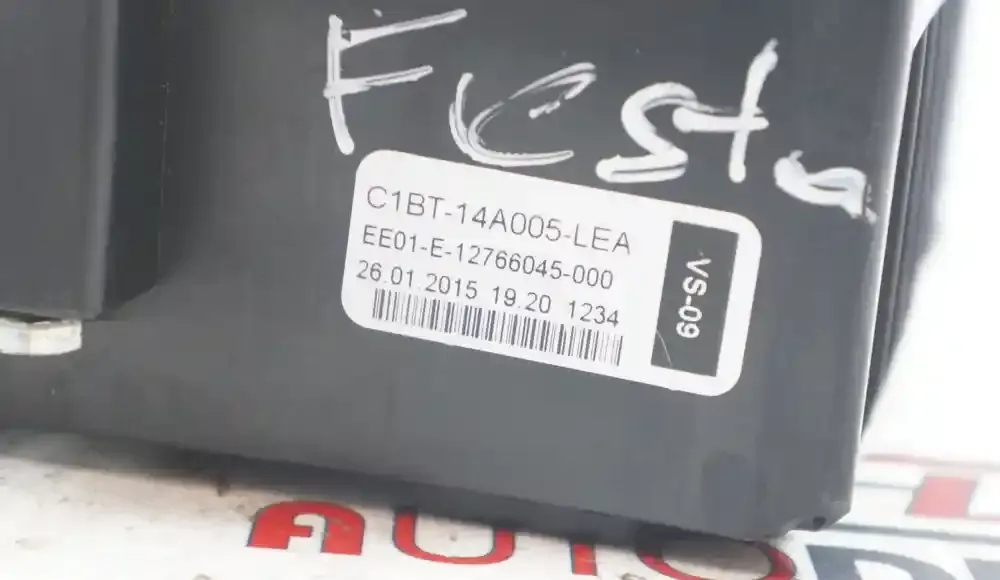 Festa
C1BT-14A005-LEA
EE01-E-12766045-000
26.01.2015 19.20 1234
VS-09
AUTO